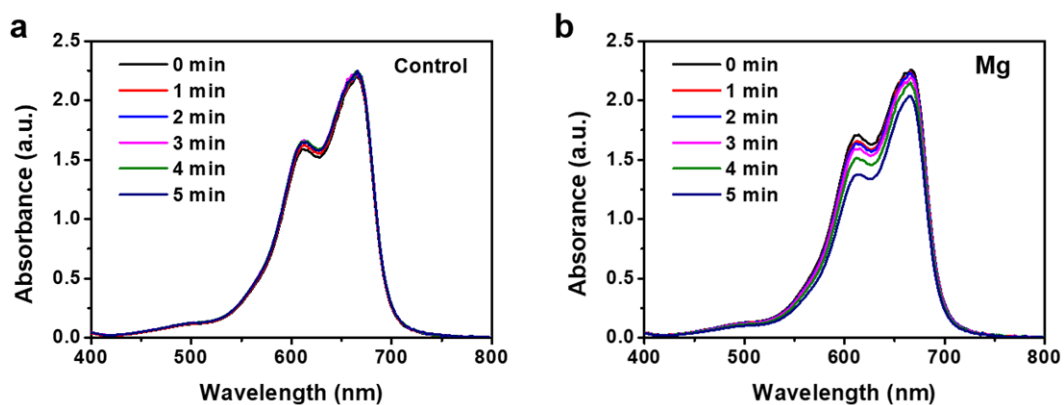 a
Control
0 min
1 min
2 min
3 min
4 min
5 min
Absorbance (a.u.)
2.5
2.0
1.5
1.0
0.5
0.0
400
500
600
700
800
Wavelength (nm)
b
Mg
0 min
1 min
2 min
3 min
4 min
5 min
Absorance (a.u.)
2.5
2.0
1.5
1.0
0.5
0.0
400
500
600
700
800
Wavelength (nm)